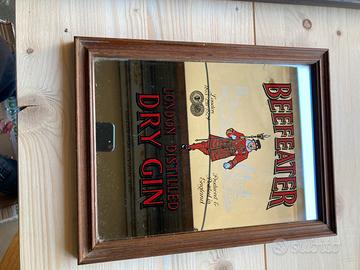 BEEFEATER
London
Produced &
Bottled in
England
LONDON DISTILLED
DRY GIN
subito